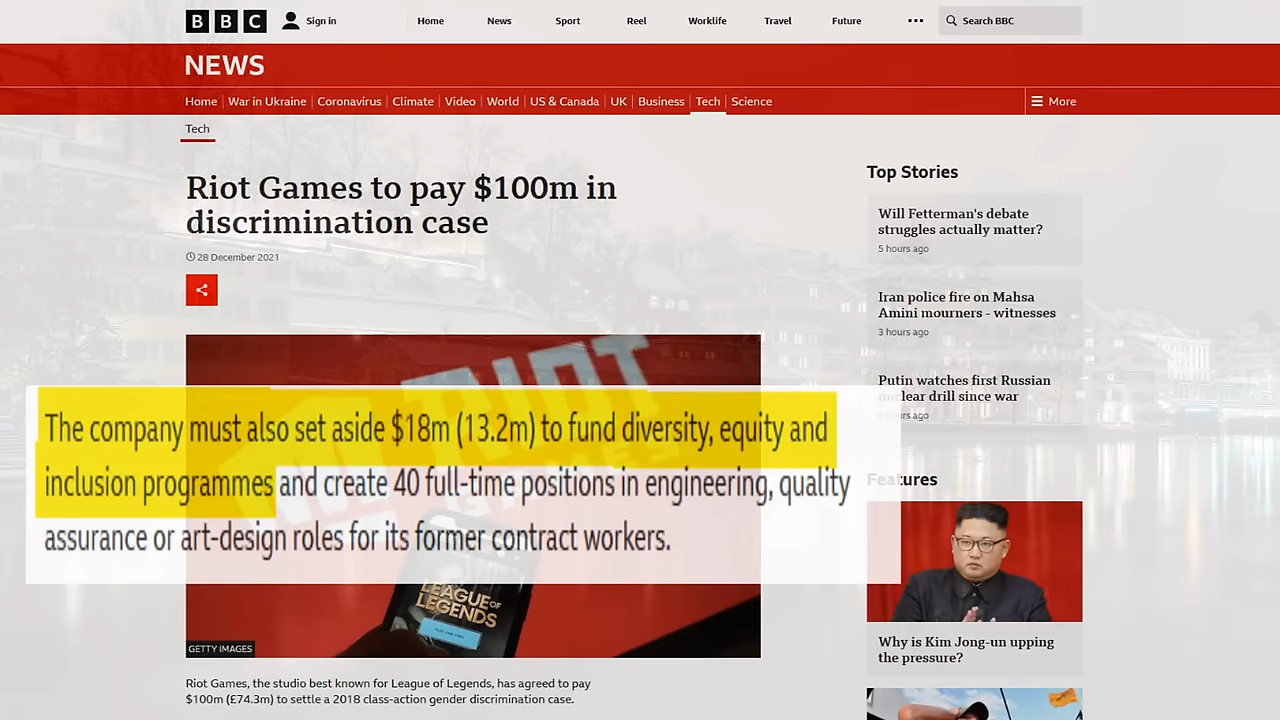 BBC
Sign in
Home
News
Sport
Reel
Worklife
Travel
Future
Search BBC
NEWS
Home
War in Ukraine
Coronavirus
Climate
Video
World
US & Canada
UK
Business
Tech
Science
More
Tech
Riot Games to pay $100m in
discrimination case
28 December 2021
RIOT
GAMES
The company must also set aside $18m (13.2m) to fund diversity, equity and
inclusion programmes and create 40 full-time positions in engineering, quality
assurance or art-design roles for its former contract workers.
LEAGUE OF
LEGENDS
GETTY IMAGES
Riot Games, the studio best known for League of Legends, has agreed to pay
$100m (£74.3m) to settle a 2018 class-action gender discrimination case.
Top Stories
Will Fetterman's debate
struggles actually matter?
5 hours ago
Iran police fire on Mahsa
Amini mourners - witnesses
3 hours ago
Putin watches first Russian
nuclear drill since war
hours ago
Features
Why is Kim Jong-un upping
the pressure?